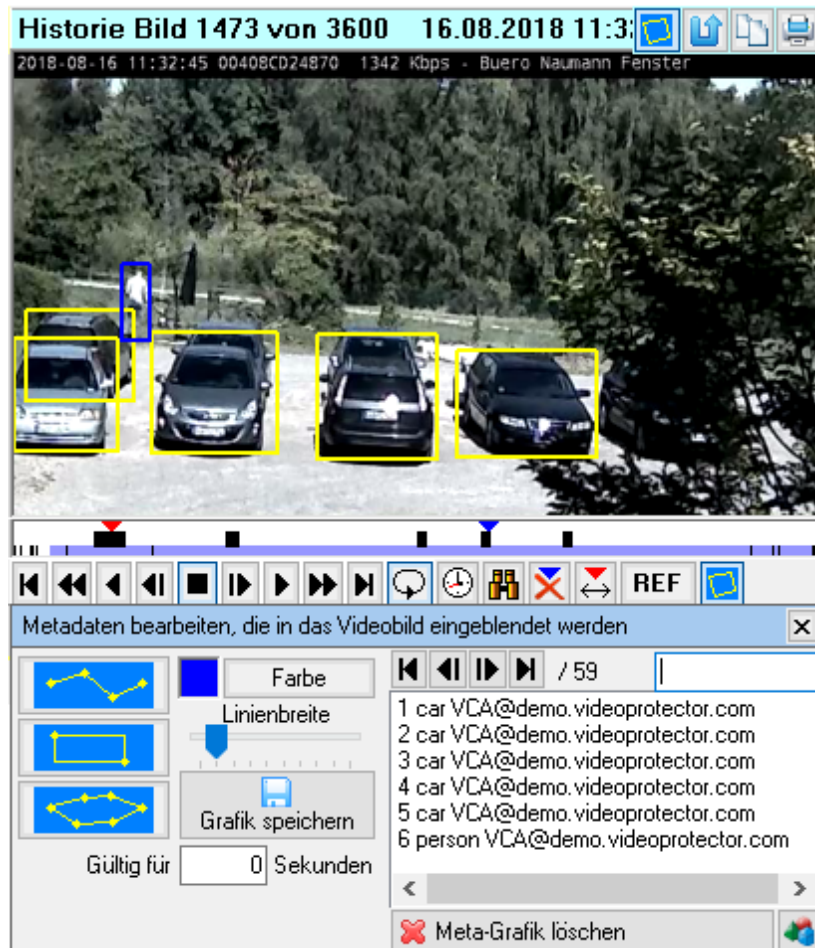 Historie Bild 1473 von 3600 16.08.2018 11:3
2018-08-16 11:32:45 00408CD24870 1342 Kbps - Buero Naumann Fenster
REF
Metadaten bearbeiten, die in das Videobild eingeblendet werden
Farbe
Linienbreite
Grafik speichern
Gültig für 0 Sekunden
/ 59
1 car VCA@demo.videoprotector.com
2 car VCA@demo.videoprotector.com
3 car VCA@demo.videoprotector.com
4 car VCA@demo.videoprotector.com
5 car VCA@demo.videoprotector.com
6 person VCA@demo.videoprotector.com
Meta-Grafik löschen